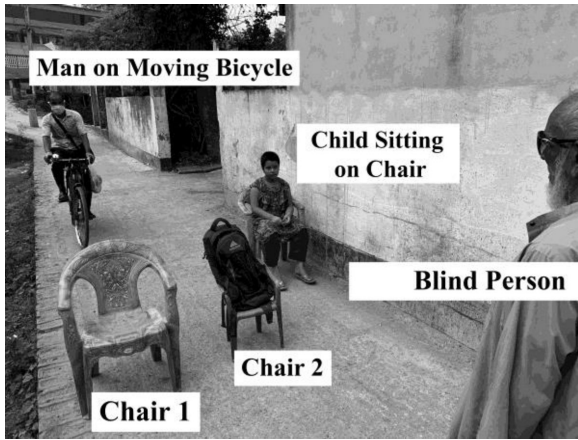 Man on Moving Bicycle
Child Sitting
on Chair
Blind Person
Chair 2
Chair 1